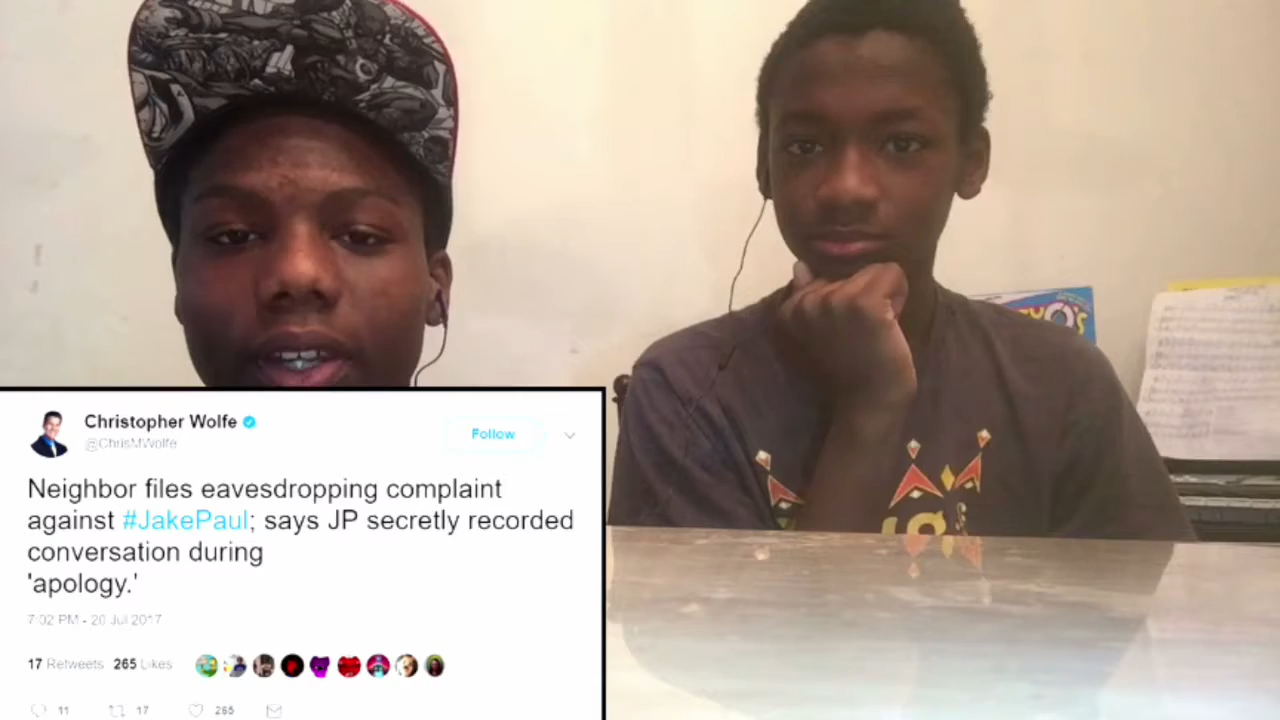 Christopher Wolfe
@ChrisMWolfe
Follow
Neighbor files eavesdropping complaint
against #JakePaul; says JP secretly recorded
conversation during
'apology.'
7:02 PM - 20 Jul 2017
17 Retweets 265 Likes
11 17 265
O's